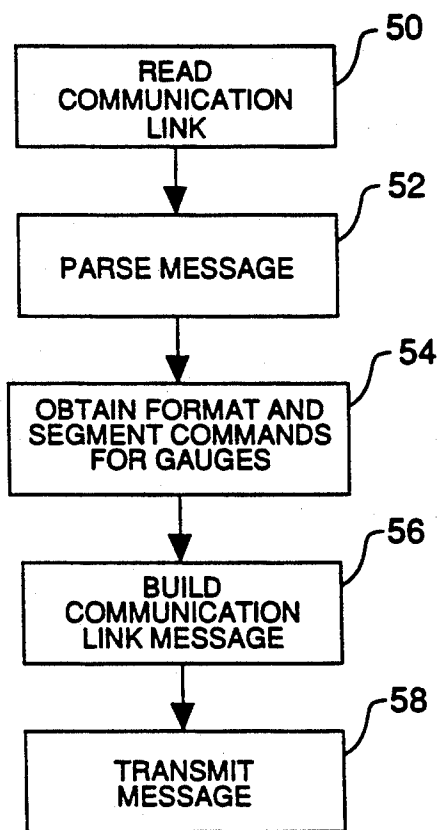 50
READ
COMMUNICATION
LINK
52
PARSE MESSAGE
54
OBTAIN FORMAT AND
SEGMENT COMMANDS
FOR GAUGES
56
BUILD
COMMUNICATION
LINK MESSAGE
58
TRANSMIT
MESSAGE